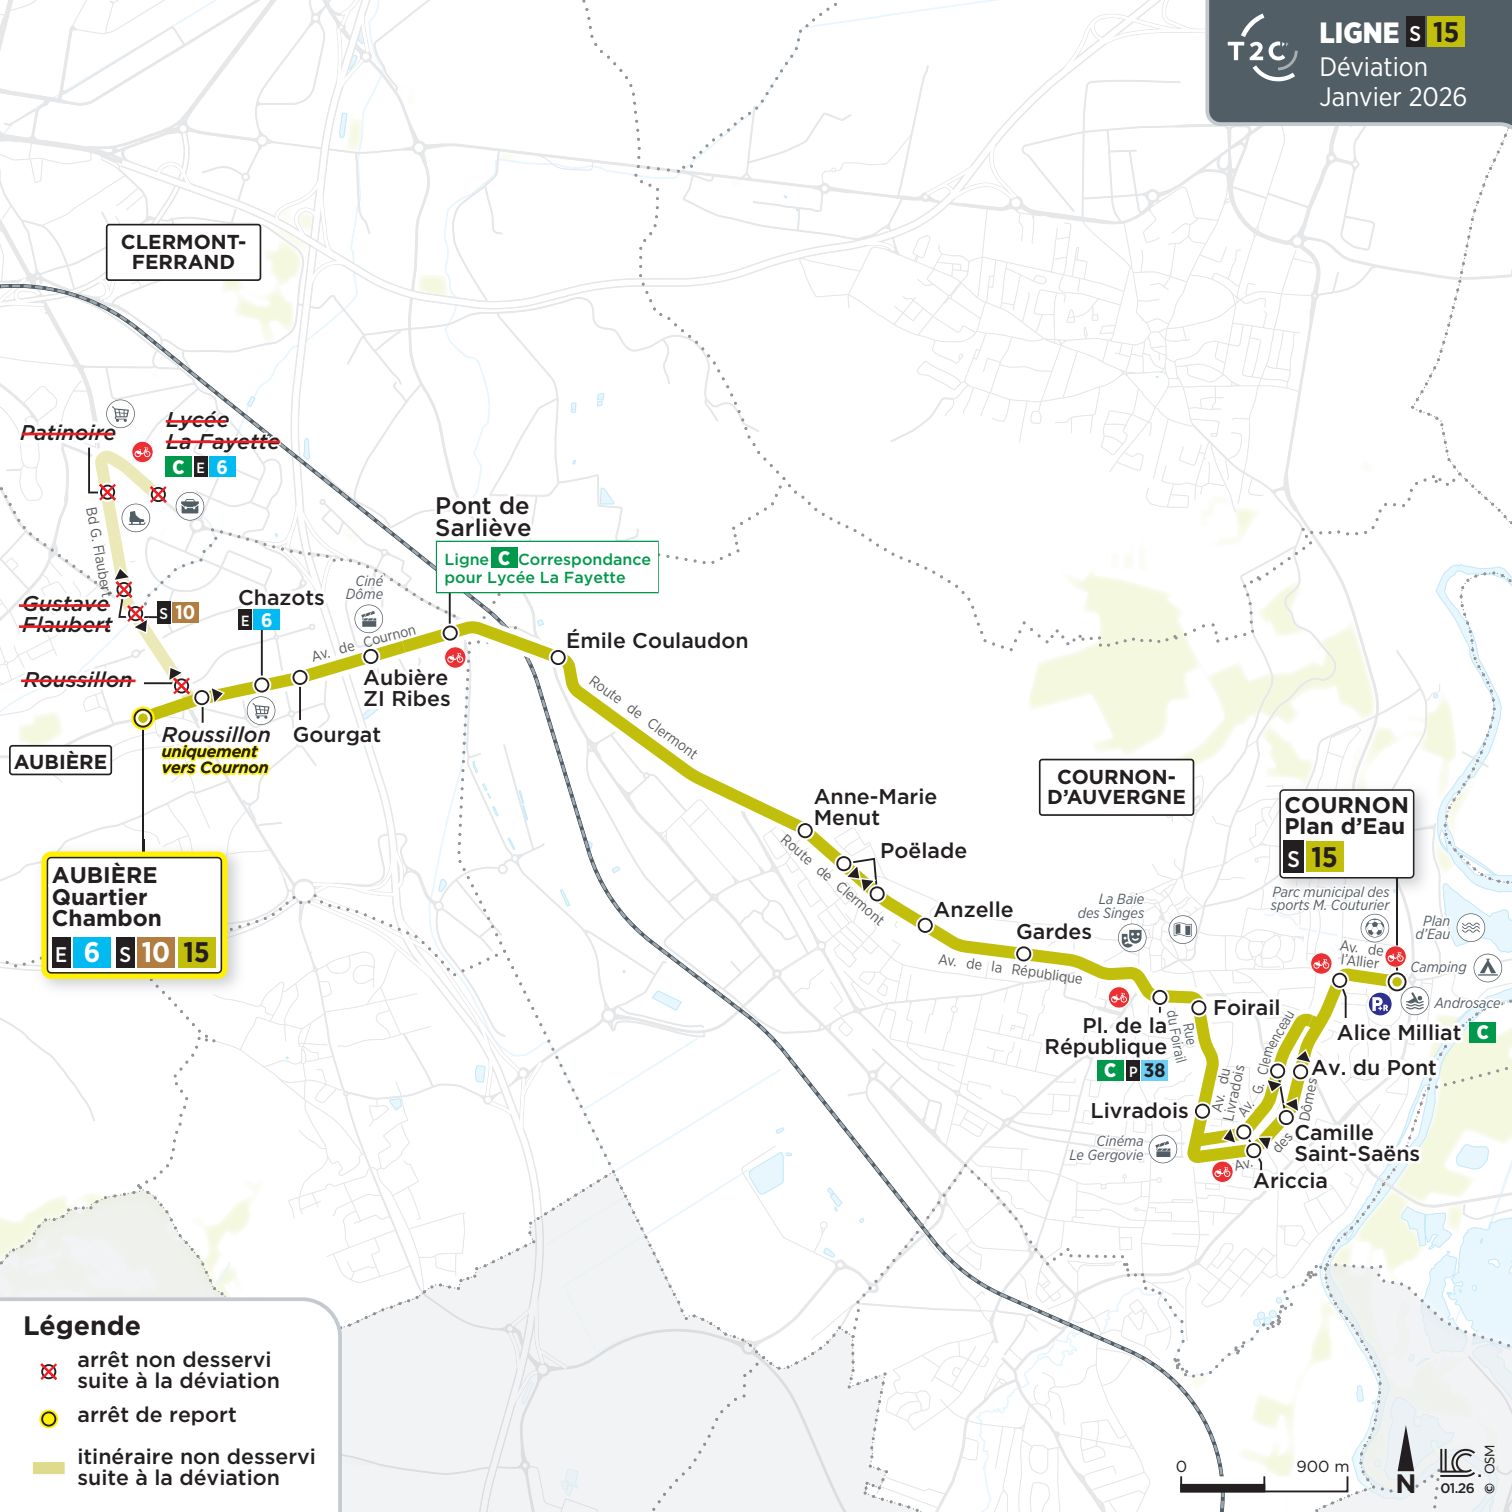 T2C
LIGNE S 15
Déviation
Janvier 2026
CLERMONT-
FERRAND
Patinoire
Lycée
La Fayette
C E 6
Bd G. Flaubert
Gustave
Flaubert
S 10
Roussillon
Chazots
E 6
Ciné
Dôme
Av. de Cournon
Pont de
Sarliève
Ligne C Correspondance
pour Lycée La Fayette
Émile Coulaudon
Aubière
ZI Ribes
Gourgat
Roussillon
uniquement
vers Cournon
AUBIÈRE
AUBIÈRE
Quartier
Chambon
E 6 S 10 15
Route de Clermont
Anne-Marie
Menut
Route de Clermont
Poëlade
Anzelle
Gardes
Av. de la République
COURNON-
D'AUVERGNE
COURNON
Plan d'Eau
S 15
La Baie
des Singes
Parc municipal des
sports M. Couturier
Plan
d'Eau
Av. de
l'Allier
Camping
P+R
Androsace
Alice Milliat C
Pl. de la
République
C P 38
Rue
du Foirail
Foirail
Av. G. Clemenceau
Av. du Pont
Av. du
Livradois
Livradois
Camille
Saint-Saëns
Av. des Dômes
Cinéma
Le Gergovie
Ariccia
Légende
arrêt non desservi
suite à la déviation
arrêt de report
itinéraire non desservi
suite à la déviation
0 900 m
N
LC
01.26
© OSM